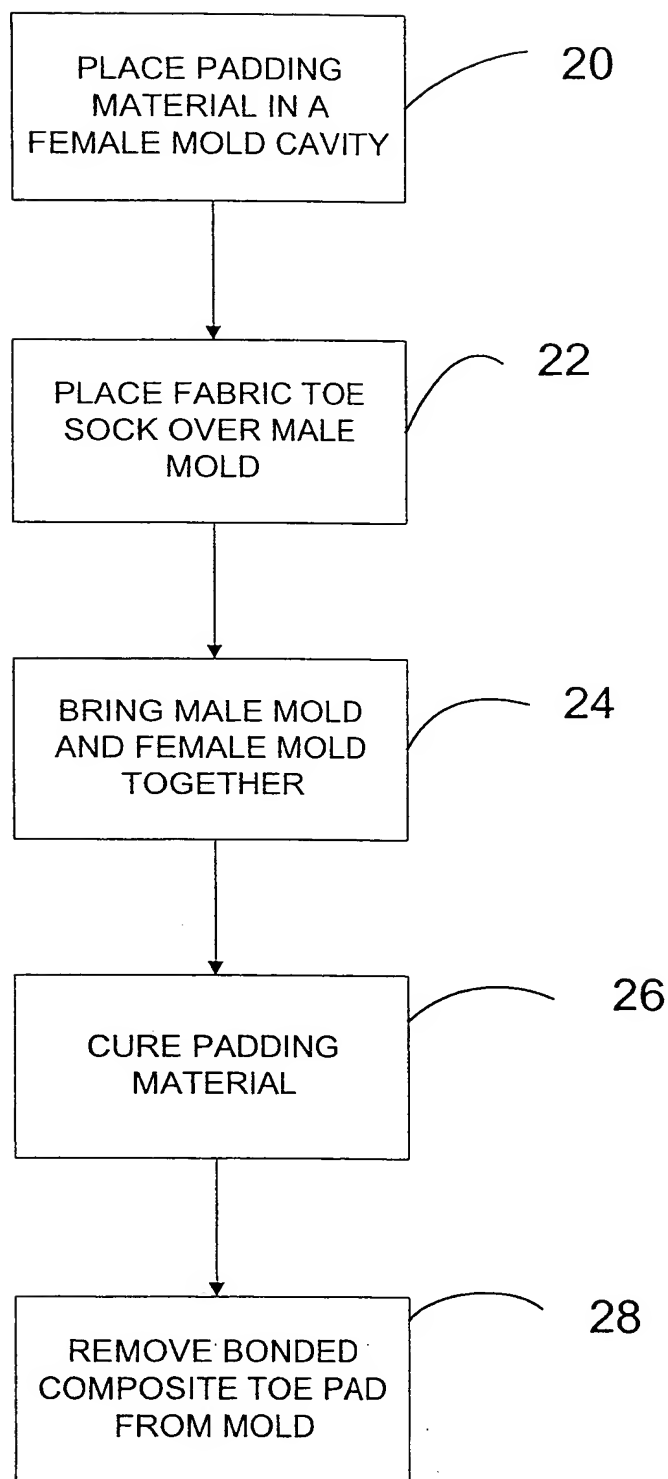 PLACE PADDING
MATERIAL IN A
FEMALE MOLD CAVITY
20
PLACE FABRIC TOE
SOCK OVER MALE
MOLD
22
BRING MALE MOLD
AND FEMALE MOLD
TOGETHER
24
CURE PADDING
MATERIAL
26
REMOVE BONDED
COMPOSITE TOE PAD
FROM MOLD
28